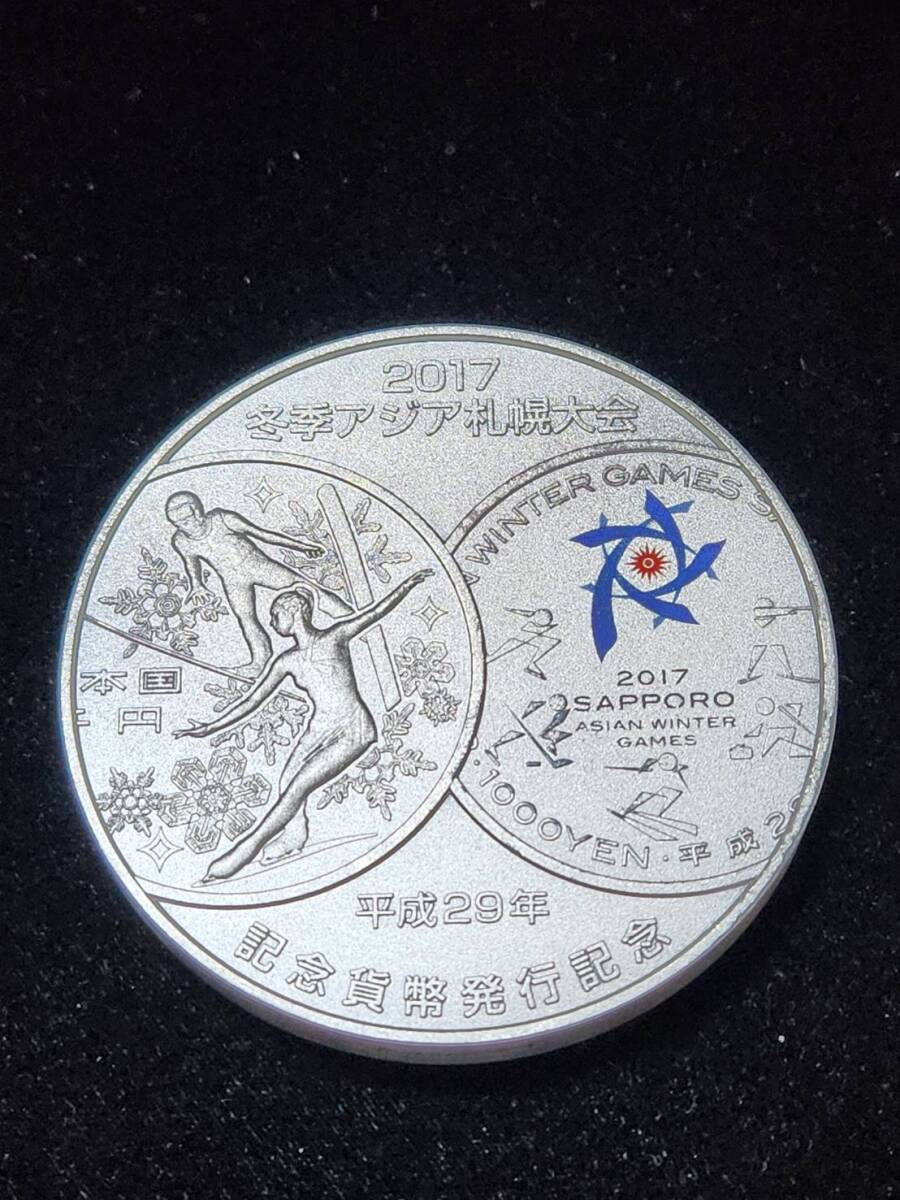 2017
冬季アジア札幌大会
WINTER GAMES
本国
円
2017
SAPPORO
ASIAN WINTER
GAMES
1000YEN・平成2
平成29年
記念貨幣発行記念